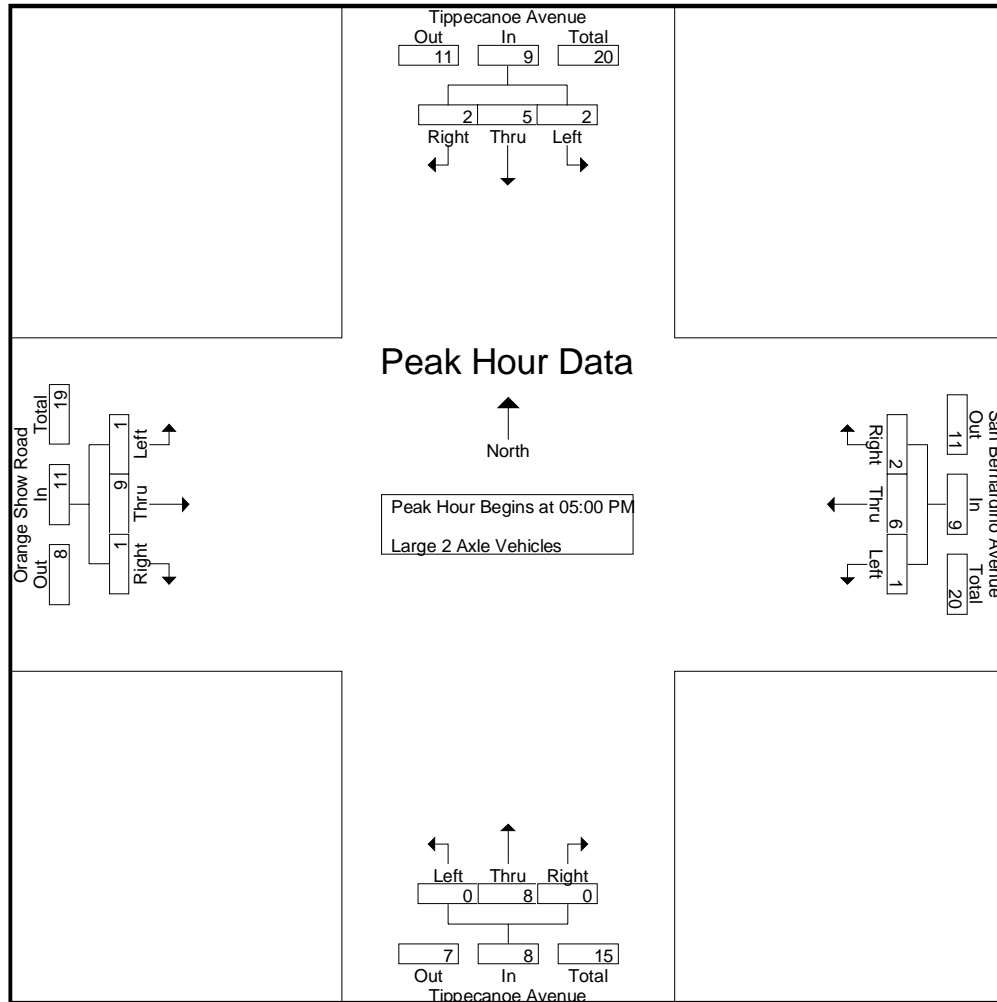 Tippecanoe Avenue
Out In Total
11 9 20
2 5 2
Right Thru Left
Peak Hour Data
North
Peak Hour Begins at 05:00 PM
Large 2 Axle Vehicles
Orange Show Road
Out In Total
8 11 19
1 9 1
Left Thru Right
San Bernardino Avenue
Out In Total
11 9 20
2 6 1
Right Thru Left
Left Thru Right
0 8 0
7 8 15
Out In Total
Tippecanoe Avenue